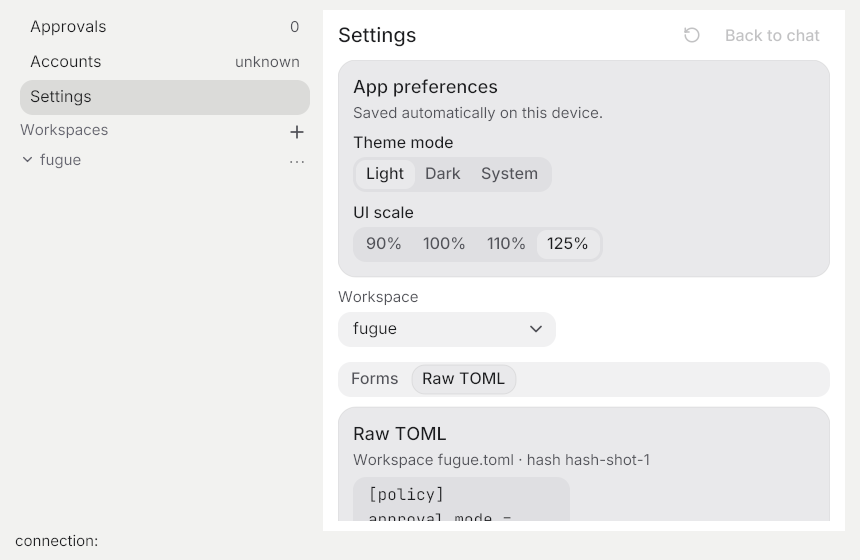 Approvals 0
Accounts unknown
Settings
Workspaces
fugue ...
connection:
Settings Back to chat
App preferences
Saved automatically on this device.
Theme mode
Light Dark System
UI scale
90% 100% 110% 125%
Workspace
fugue
Forms Raw TOML
Raw TOML
Workspace fugue.toml · hash hash-shot-1
[policy]
approval_mode =